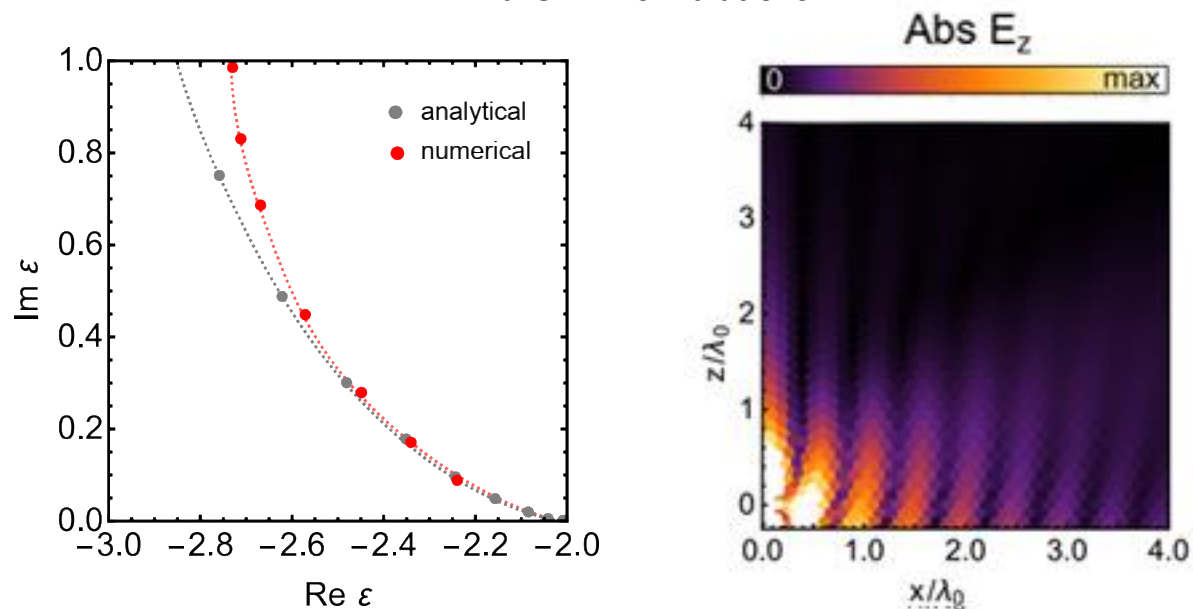 Abs E_z
0 max
analytical
numerical
1.0
0.8
0.6
0.4
0.2
0.0
Im ε
−3.0 −2.8 −2.6 −2.4 −2.2 −2.0
Re ε
4
3
2
1
0
z/λ₀
0.0 1.0 2.0 3.0 4.0
x/λ₀